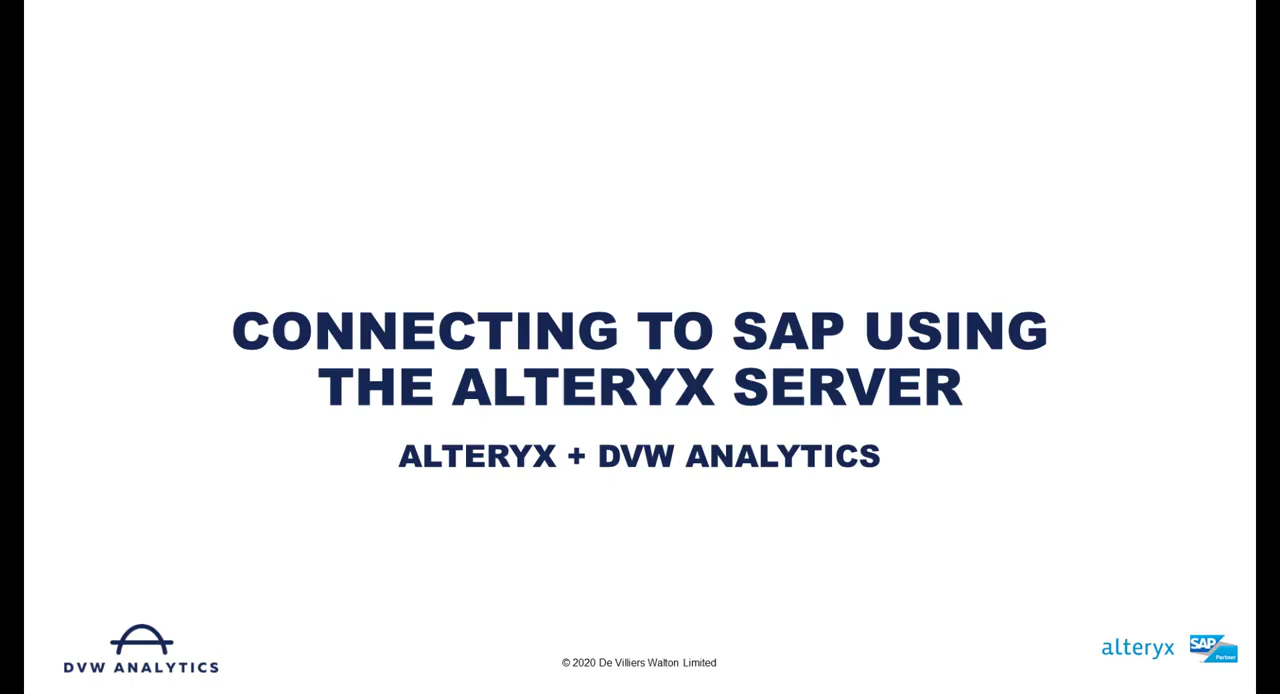 CONNECTING TO SAP USING
THE ALTERYX SERVER
ALTERYX + DVW ANALYTICS
DVW ANALYTICS
© 2020 De Villiers Walton Limited
alteryx
SAP
Partner